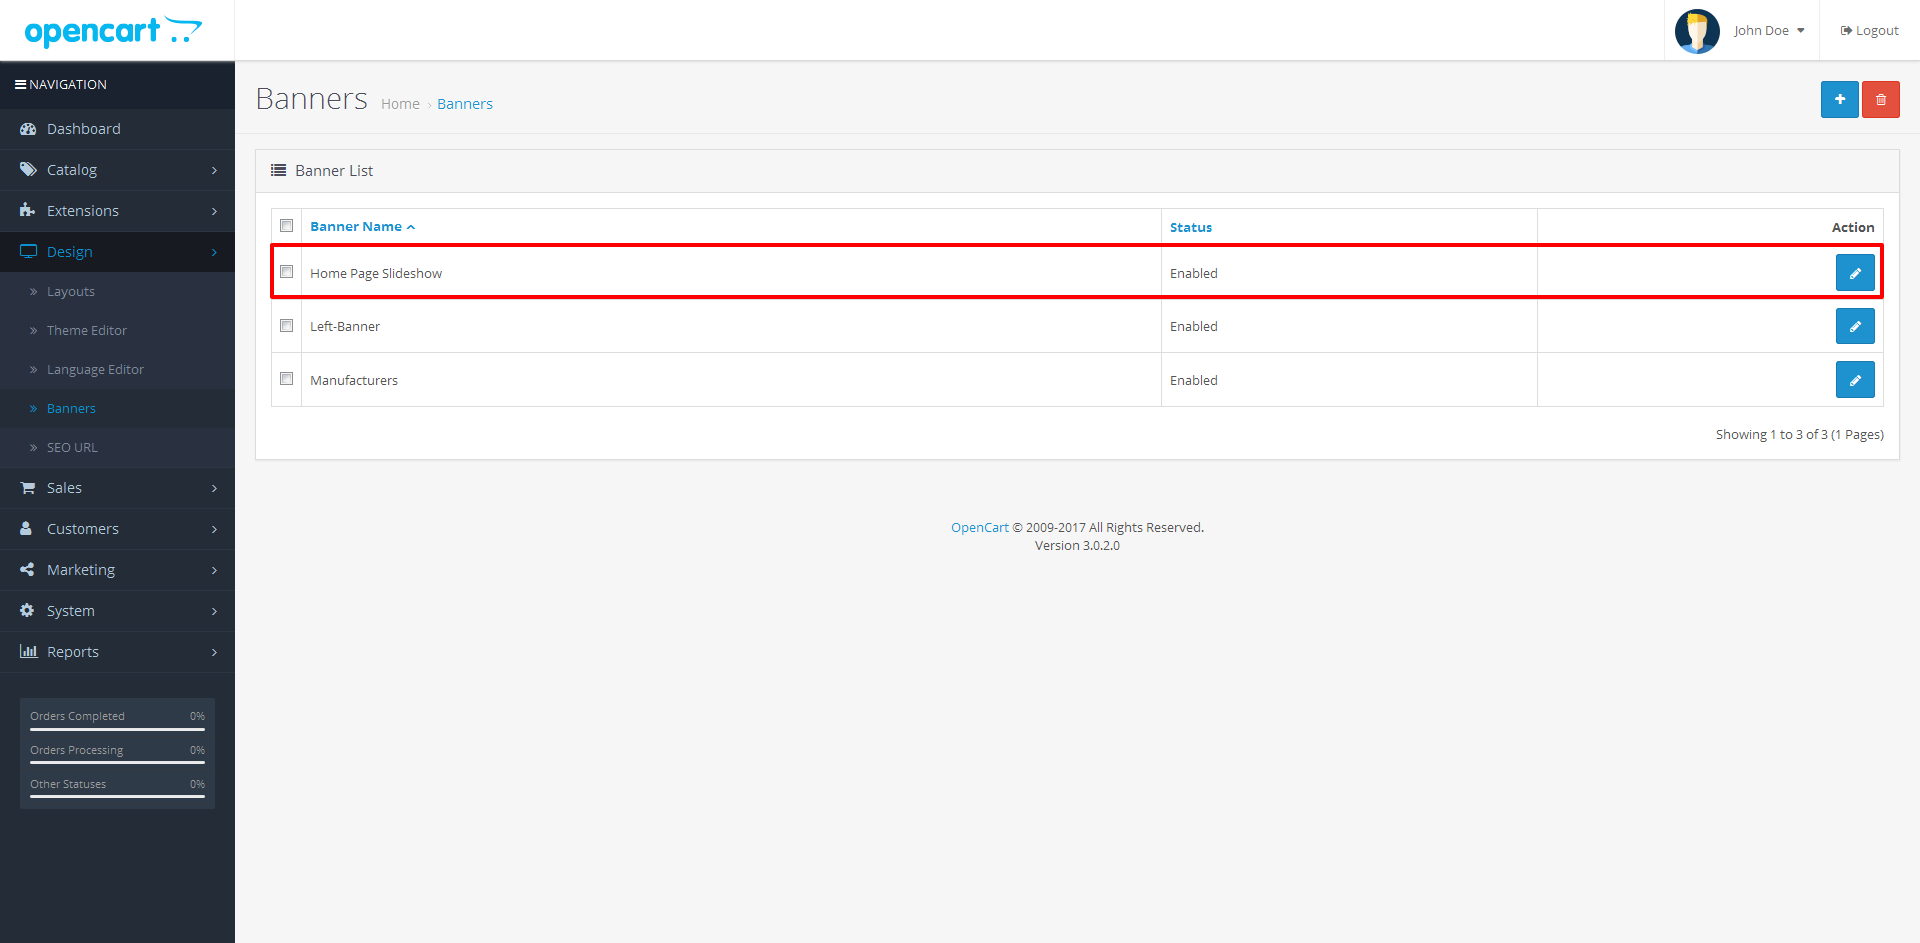 opencart
John Doe
Logout
NAVIGATION
Dashboard
Catalog
Extensions
Design
Layouts
Theme Editor
Language Editor
Banners
SEO URL
Sales
Customers
Marketing
System
Reports
Orders Completed 0%
Orders Processing 0%
Other Statuses 0%
Banners Home › Banners
Banner List
Banner Name Status Action
Home Page Slideshow Enabled
Left-Banner Enabled
Manufacturers Enabled
Showing 1 to 3 of 3 (1 Pages)
OpenCart © 2009-2017 All Rights Reserved.
Version 3.0.2.0